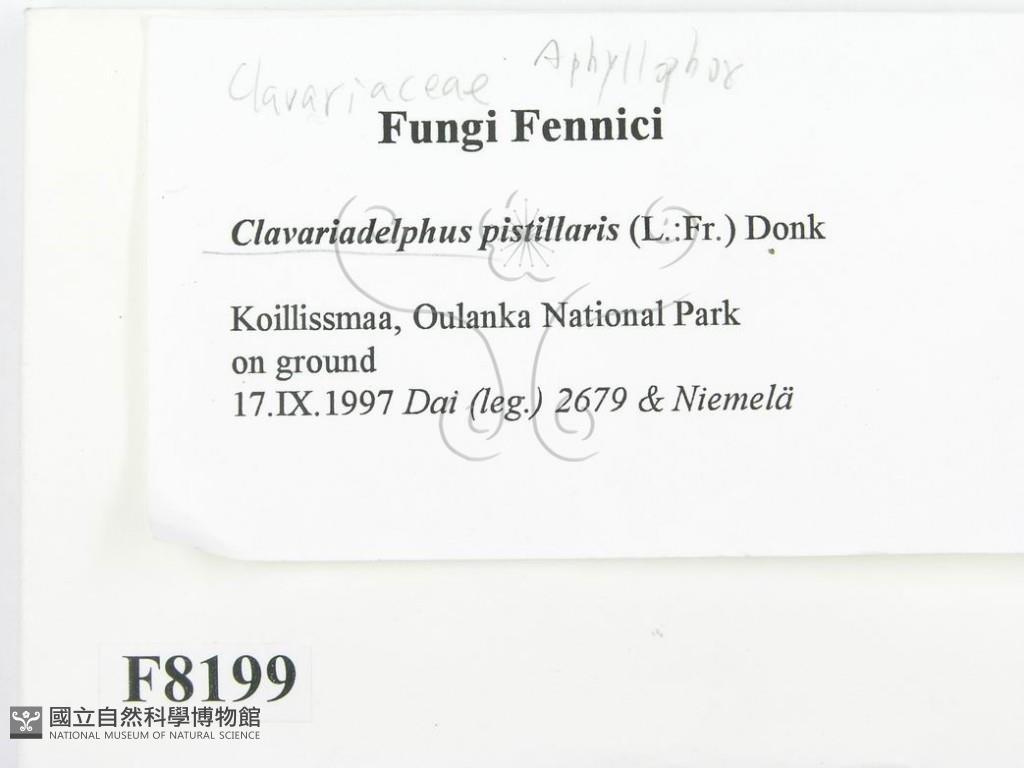 Clavariaceae Aphyllophor
Fungi Fennici
Clavariadelphus pistillaris (L.:Fr.) Donk
Koillissmaa, Oulanka National Park
on ground
17.IX.1997 Dai (leg.) 2679 & Niemelä
F8199
國立自然科學博物館
NATIONAL MUSEUM OF NATURAL SCIENCE